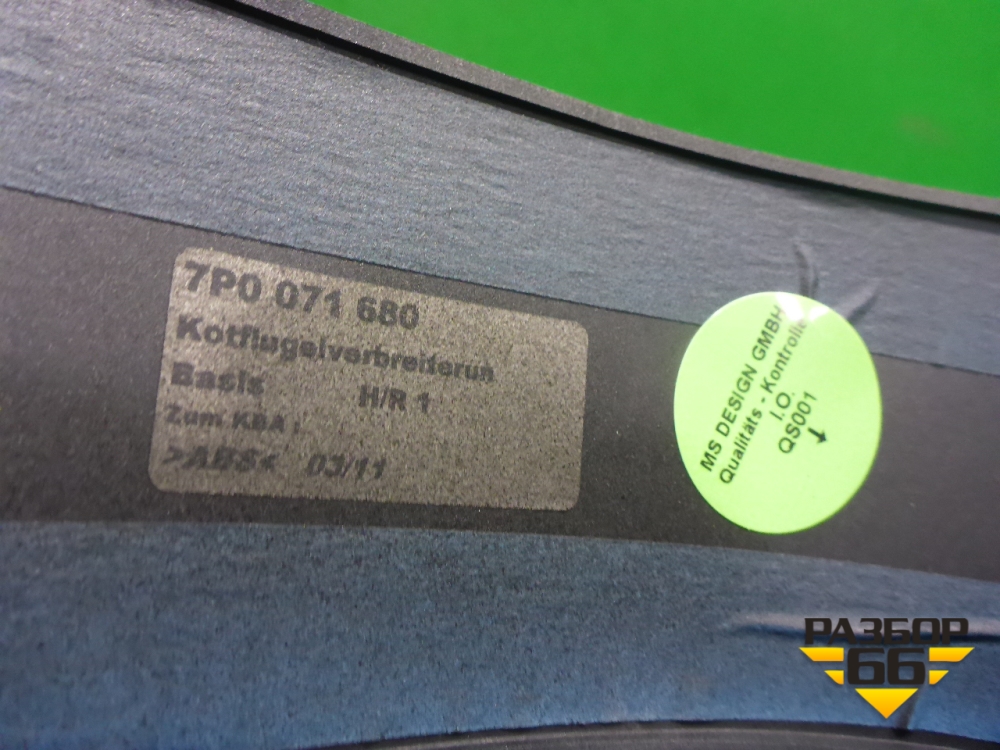 7P0 071 680
Kotflugelverbreiterun
Basis H/R 1
Zum KBA :
>ABS< 03/11
MS DESIGN GMBH
Qualitäts - Kontrolle
I.O.
QS001
РАЗБОР
66